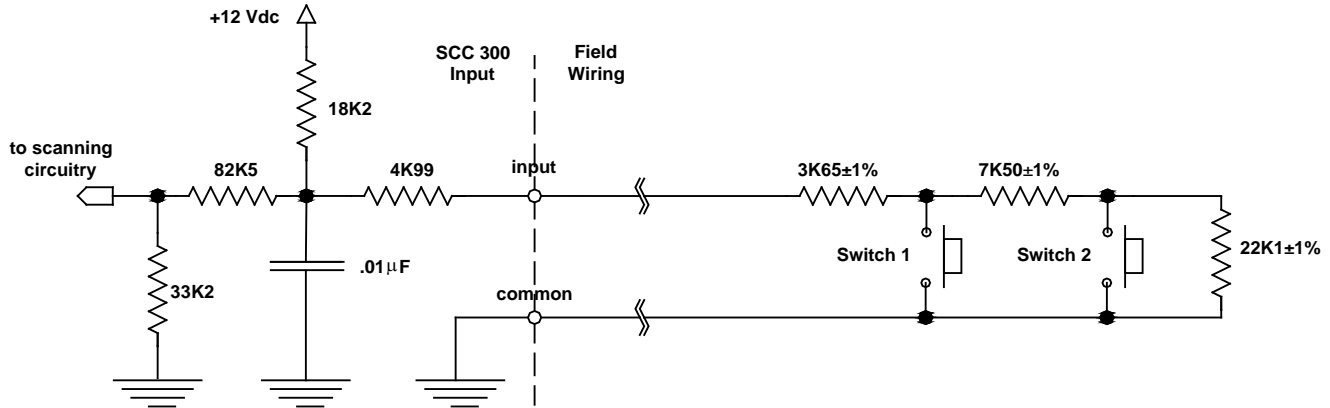 +12 Vdc
SCC 300
Input
Field
Wiring
18K2
to scanning
circuitry
82K5
4K99
input
3K65±1%
7K50±1%
Switch 1
Switch 2
22K1±1%
.01µF
33K2
common